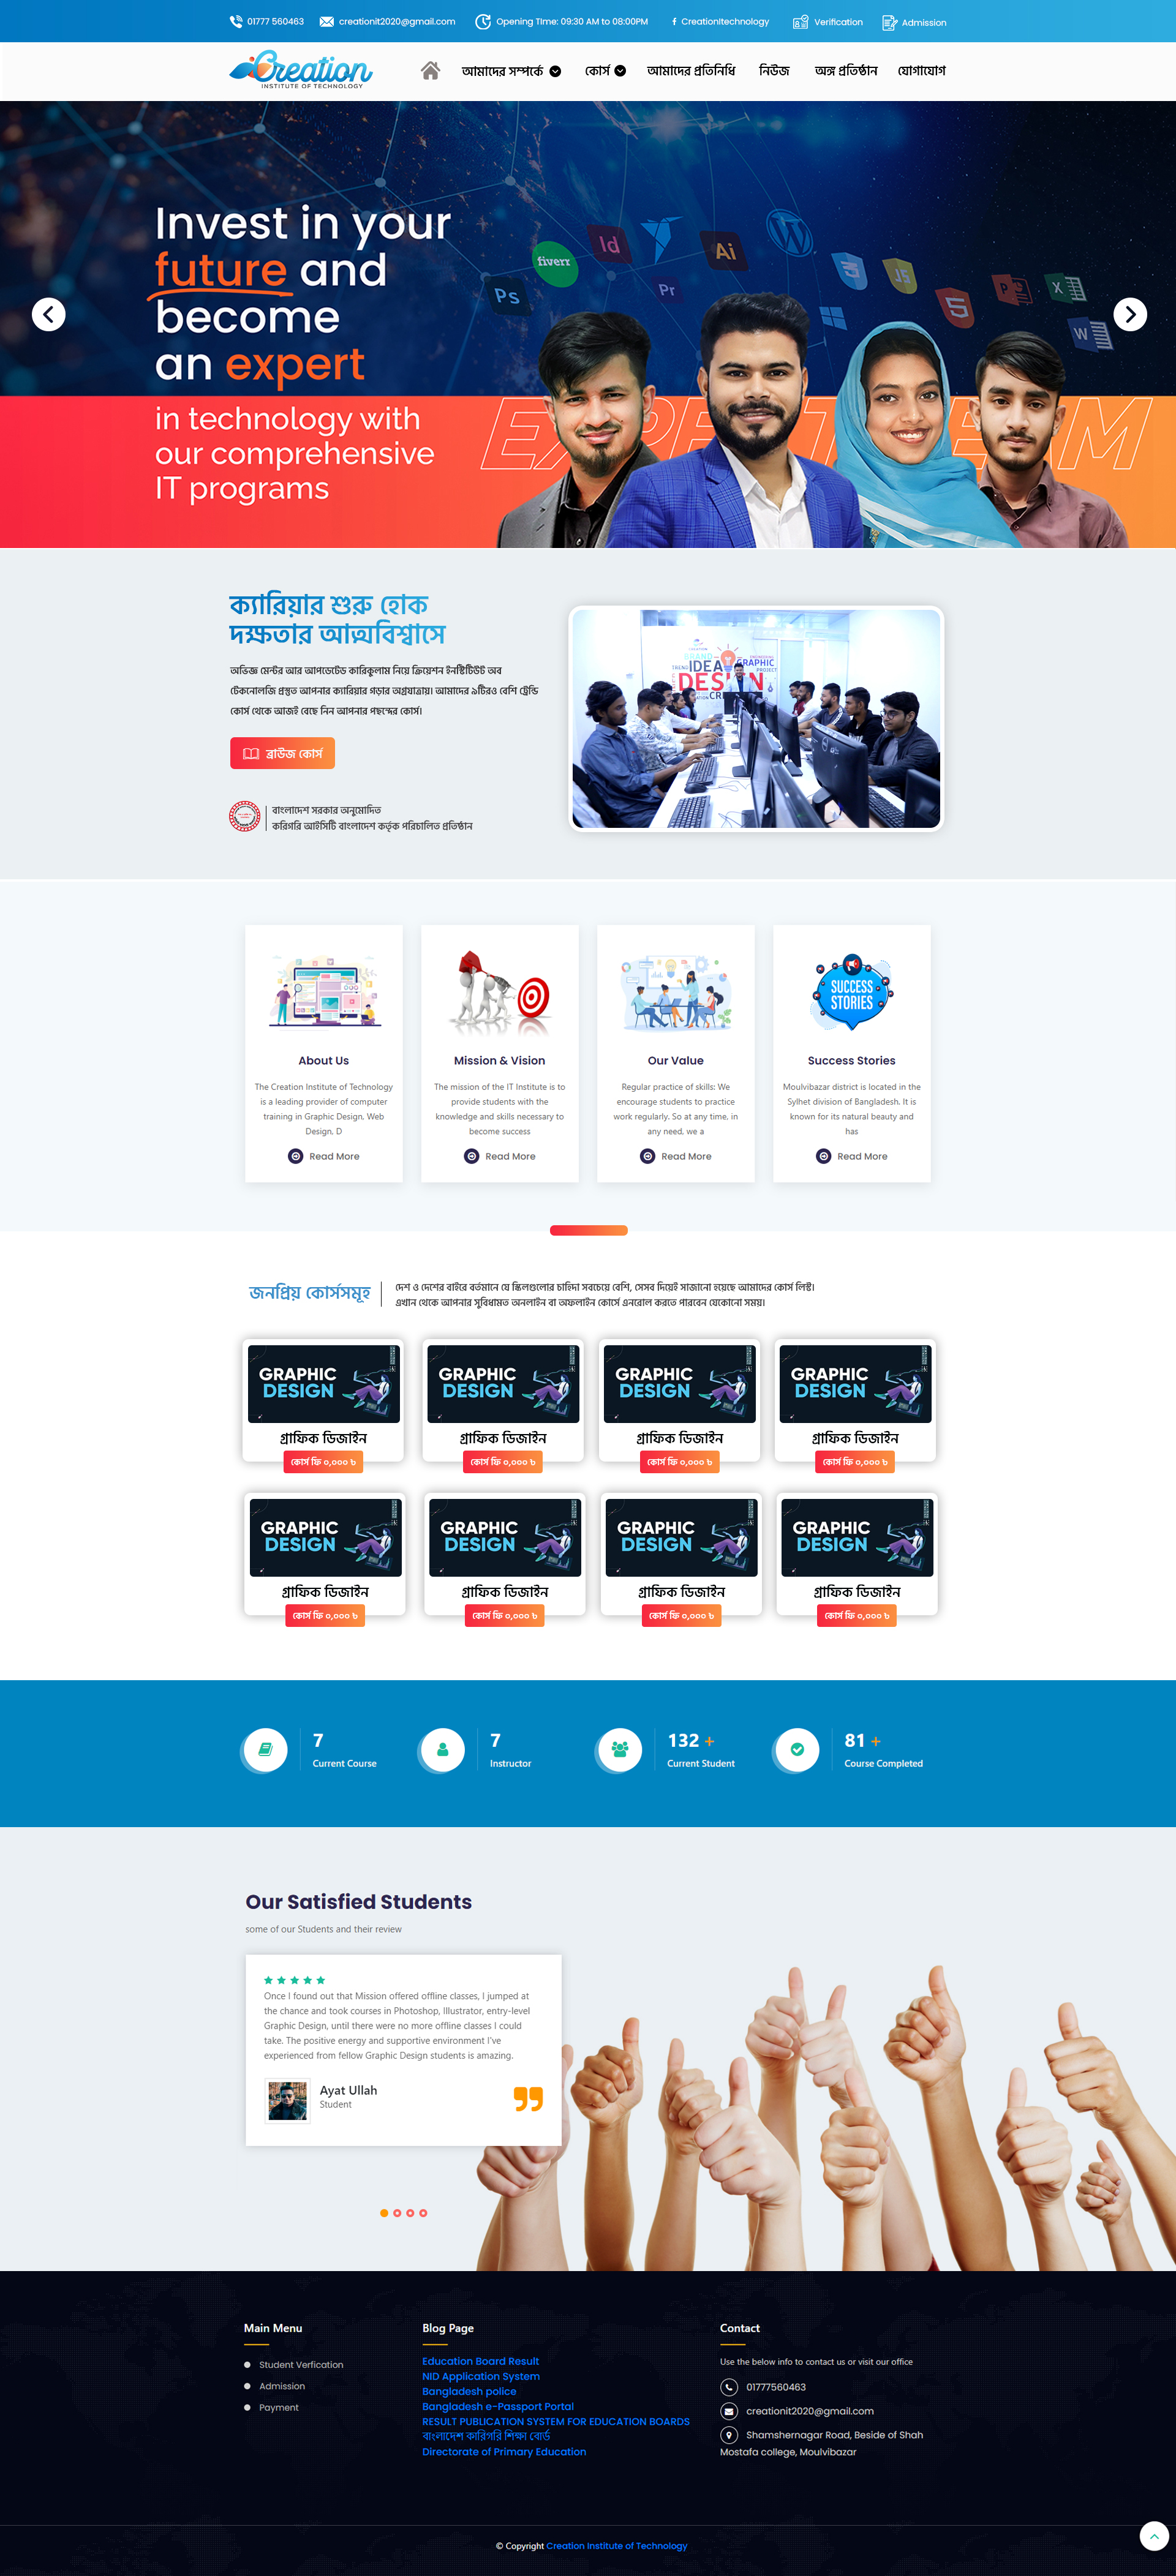 01777 560463
creationit2020@gmail.com
Opening TIme: 09:30 AM to 08:00PM
CreationItechnology
Verification
Admission
Creation
INSTITUTE OF TECHNOLOGY
আমাদের সম্পর্কে
কোর্স
আমাদের প্রতিনিধি
নিউজ
অঙ্গ প্রতিষ্ঠান
যোগাযোগ
Invest in your
future and
become
an expert
in technology with
our comprehensive
IT programs
Ps
fiverr
Id
Pr
Ai
ক্যারিয়ার শুরু হোক
দক্ষতার আত্মবিশ্বাসে
অভিজ্ঞ মেন্টর আর আপডেটেড কারিকুলাম নিয়ে ক্রিয়েশন ইনস্টিটিউট অব
টেকনোলজি প্রস্তুত আপনার ক্যারিয়ার গড়ার অগ্রযাত্রায়। আমাদের ৯টিরও বেশি ট্রেন্ডি
কোর্স থেকে আজই বেছে নিন আপনার পছন্দের কোর্স।
ব্রাউজ কোর্স
বাংলাদেশ সরকার অনুমোদিত
করিগরি আইসিটি বাংলাদেশ কর্তৃক পরিচালিত প্রতিষ্ঠান
IDEA
GRAPHIC
DESIGN
SUCCESS
STORIES
About Us
The Creation Institute of Technology
is a leading provider of computer
training in Graphic Design, Web
Design, D
Read More
Mission & Vision
The mission of the IT Institute is to
provide students with the
knowledge and skills necessary to
become success
Read More
Our Value
Regular practice of skills: We
encourage students to practice
work regularly. So at any time, in
any need, we a
Read More
Success Stories
Moulvibazar district is located in the
Sylhet division of Bangladesh. It is
known for its natural beauty and
has
Read More
জনপ্রিয় কোর্সসমূহ
দেশ ও দেশের বাইরে বর্তমানে যে স্কিলগুলোর চাহিদা সবচেয়ে বেশি, সেসব দিয়েই সাজানো হয়েছে আমাদের কোর্স লিস্ট।
এখান থেকে আপনার সুবিধামত অনলাইন বা অফলাইন কোর্সে এনরোল করতে পারবেন যেকোনো সময়।
GRAPHIC
DESIGN
গ্রাফিক ডিজাইন
কোর্স ফি ০,০০০ ৳
GRAPHIC
DESIGN
গ্রাফিক ডিজাইন
কোর্স ফি ০,০০০ ৳
GRAPHIC
DESIGN
গ্রাফিক ডিজাইন
কোর্স ফি ০,০০০ ৳
GRAPHIC
DESIGN
গ্রাফিক ডিজাইন
কোর্স ফি ০,০০০ ৳
GRAPHIC
DESIGN
গ্রাফিক ডিজাইন
কোর্স ফি ০,০০০ ৳
GRAPHIC
DESIGN
গ্রাফিক ডিজাইন
কোর্স ফি ০,০০০ ৳
GRAPHIC
DESIGN
গ্রাফিক ডিজাইন
কোর্স ফি ০,০০০ ৳
GRAPHIC
DESIGN
গ্রাফিক ডিজাইন
কোর্স ফি ০,০০০ ৳
7
Current Course
7
Instructor
132 +
Current Student
81 +
Course Completed
Our Satisfied Students
some of our Students and their review
Once I found out that Mission offered offline classes, I jumped at
the chance and took courses in Photoshop, Illustrator, entry-level
Graphic Design, until there were no more offline classes I could
take. The positive energy and supportive environment I've
experienced from fellow Graphic Design students is amazing.
Ayat Ullah
Student
Main Menu
Student Verfication
Admission
Payment
Blog Page
Education Board Result
NID Application System
Bangladesh police
Bangladesh e-Passport Portal
RESULT PUBLICATION SYSTEM FOR EDUCATION BOARDS
বাংলাদেশ কারিগরি শিক্ষা বোর্ড
Directorate of Primary Education
Contact
Use the below info to contact us or visit our office
01777560463
creationit2020@gmail.com
Shamshernagar Road, Beside of Shah
Mostafa college, Moulvibazar
© Copyright Creation Institute of Technology